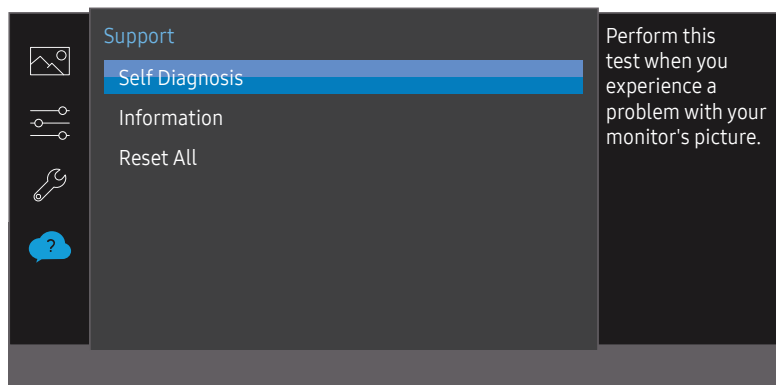 Support
Self Diagnosis
Information
Reset All
Perform this
test when you
experience a
problem with your
monitor's picture.
?